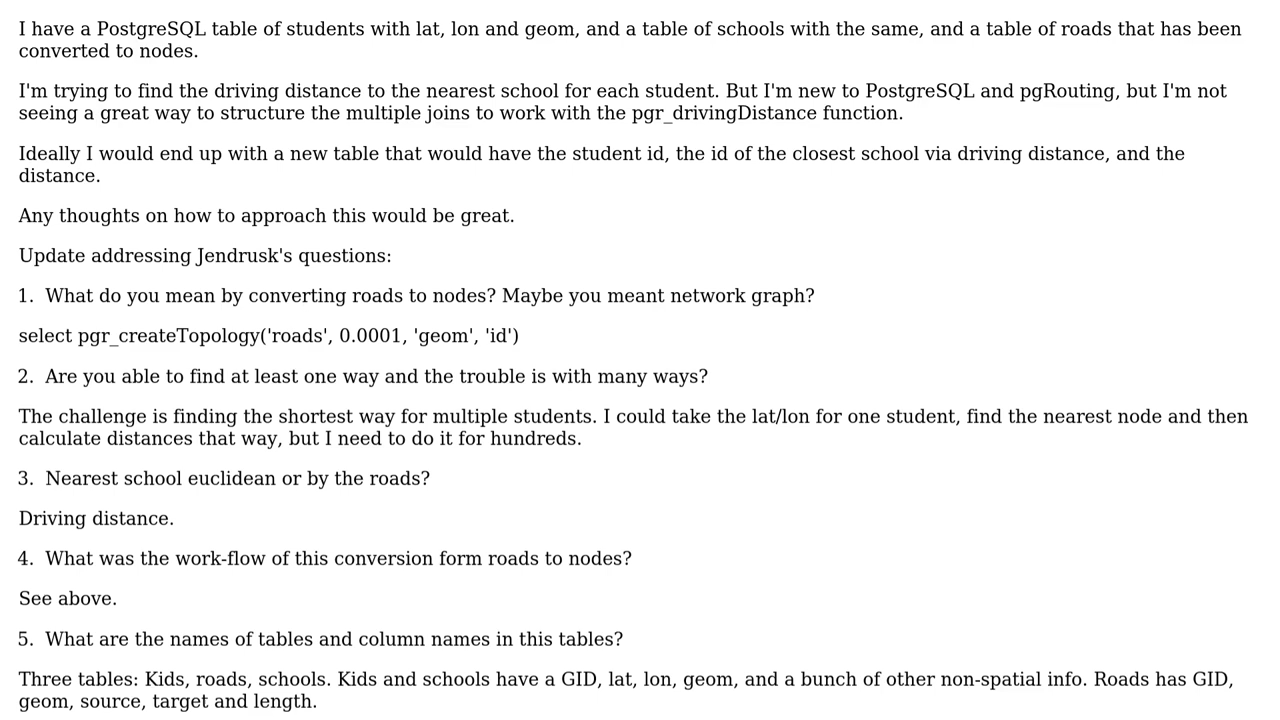 I have a PostgreSQL table of students with lat, lon and geom, and a table of schools with the same, and a table of roads that has been
converted to nodes.
I'm trying to find the driving distance to the nearest school for each student. But I'm new to PostgreSQL and pgRouting, but I'm not
seeing a great way to structure the multiple joins to work with the pgr_drivingDistance function.
Ideally I would end up with a new table that would have the student id, the id of the closest school via driving distance, and the
distance.
Any thoughts on how to approach this would be great.
Update addressing Jendrusk's questions:
1. What do you mean by converting roads to nodes? Maybe you meant network graph?
select pgr_createTopology('roads', 0.0001, 'geom', 'id')
2. Are you able to find at least one way and the trouble is with many ways?
The challenge is finding the shortest way for multiple students. I could take the lat/lon for one student, find the nearest node and then
calculate distances that way, but I need to do it for hundreds.
3. Nearest school euclidean or by the roads?
Driving distance.
4. What was the work-flow of this conversion form roads to nodes?
See above.
5. What are the names of tables and column names in this tables?
Three tables: Kids, roads, schools. Kids and schools have a GID, lat, lon, geom, and a bunch of other non-spatial info. Roads has GID,
geom, source, target and length.